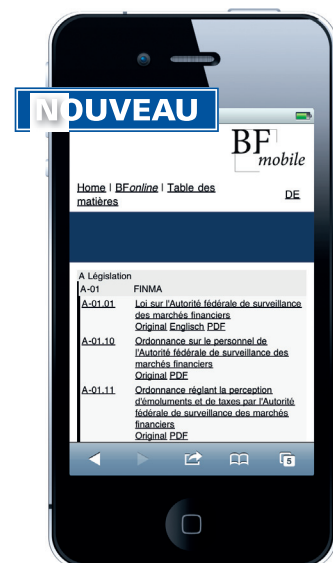 NOUVEAU
BF
mobile
Home | BFonline | Table des
matières
DE
A Législation
A-01 FINMA
A-01.01 Loi sur l'Autorité fédérale de surveillance
des marchés financiers
Original Englisch PDF
A-01.10 Ordonnance sur le personnel de
l'Autorité fédérale de surveillance des
marchés financiers
Original PDF
A-01.11 Ordonnance réglant la perception
d'émoluments et de taxes par l'Autorité
fédérale de surveillance des marchés
financiers
Original PDF
5